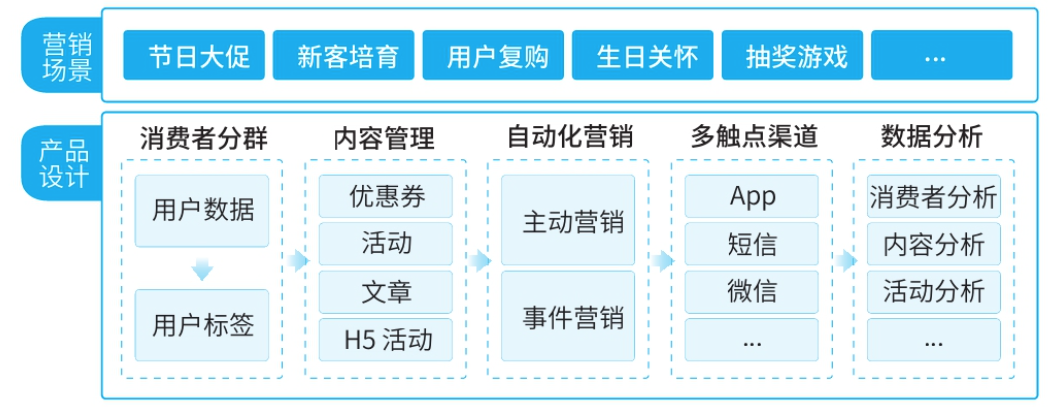 营销
场景
节日大促
新客培育
用户复购
生日关怀
抽奖游戏
...
产品
设计
消费者分群
用户数据
用户标签
内容管理
优惠券
活动
文章
H5 活动
自动化营销
主动营销
事件营销
多触点渠道
App
短信
微信
...
数据分析
消费者分析
内容分析
活动分析
...